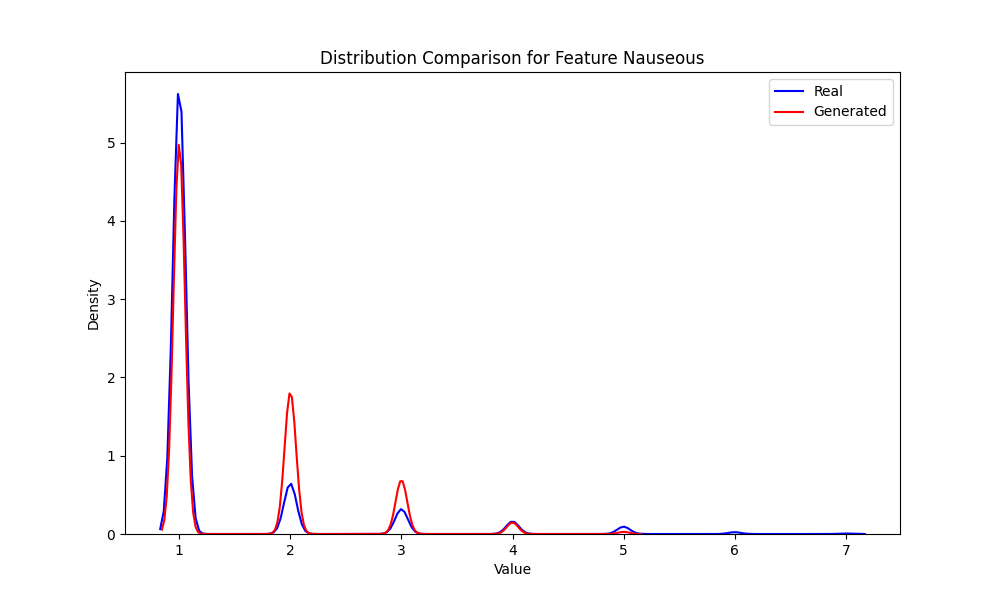 Distribution Comparison for Feature Nauseous
Real
Generated
5
4
3
2
1
0
Density
1 2 3 4 5 6 7
Value